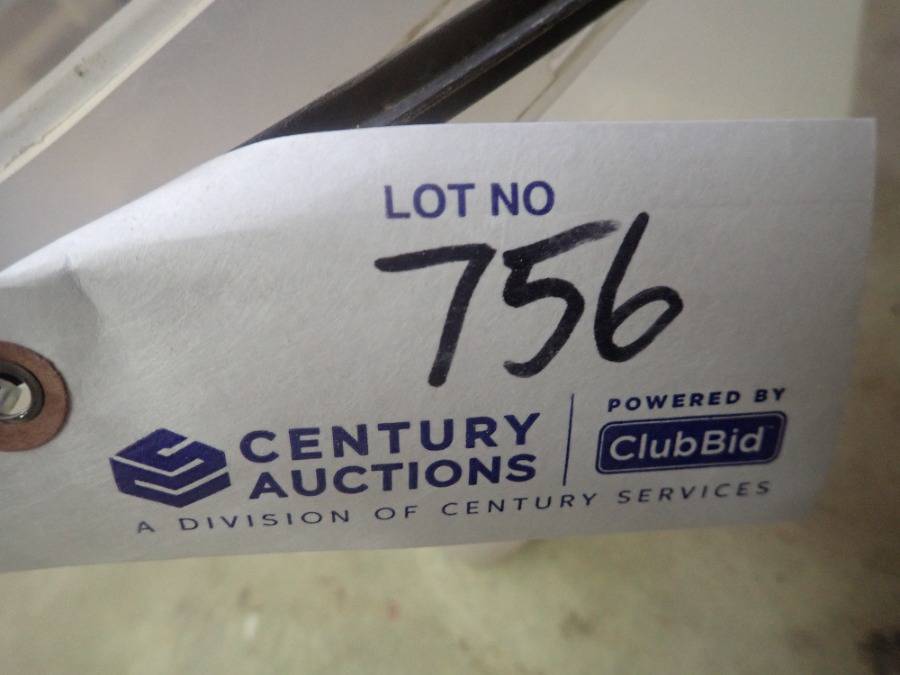 LOT NO
756
CENTURY
AUCTIONS
A DIVISION OF CENTURY SERVICES
POWERED BY
ClubBid